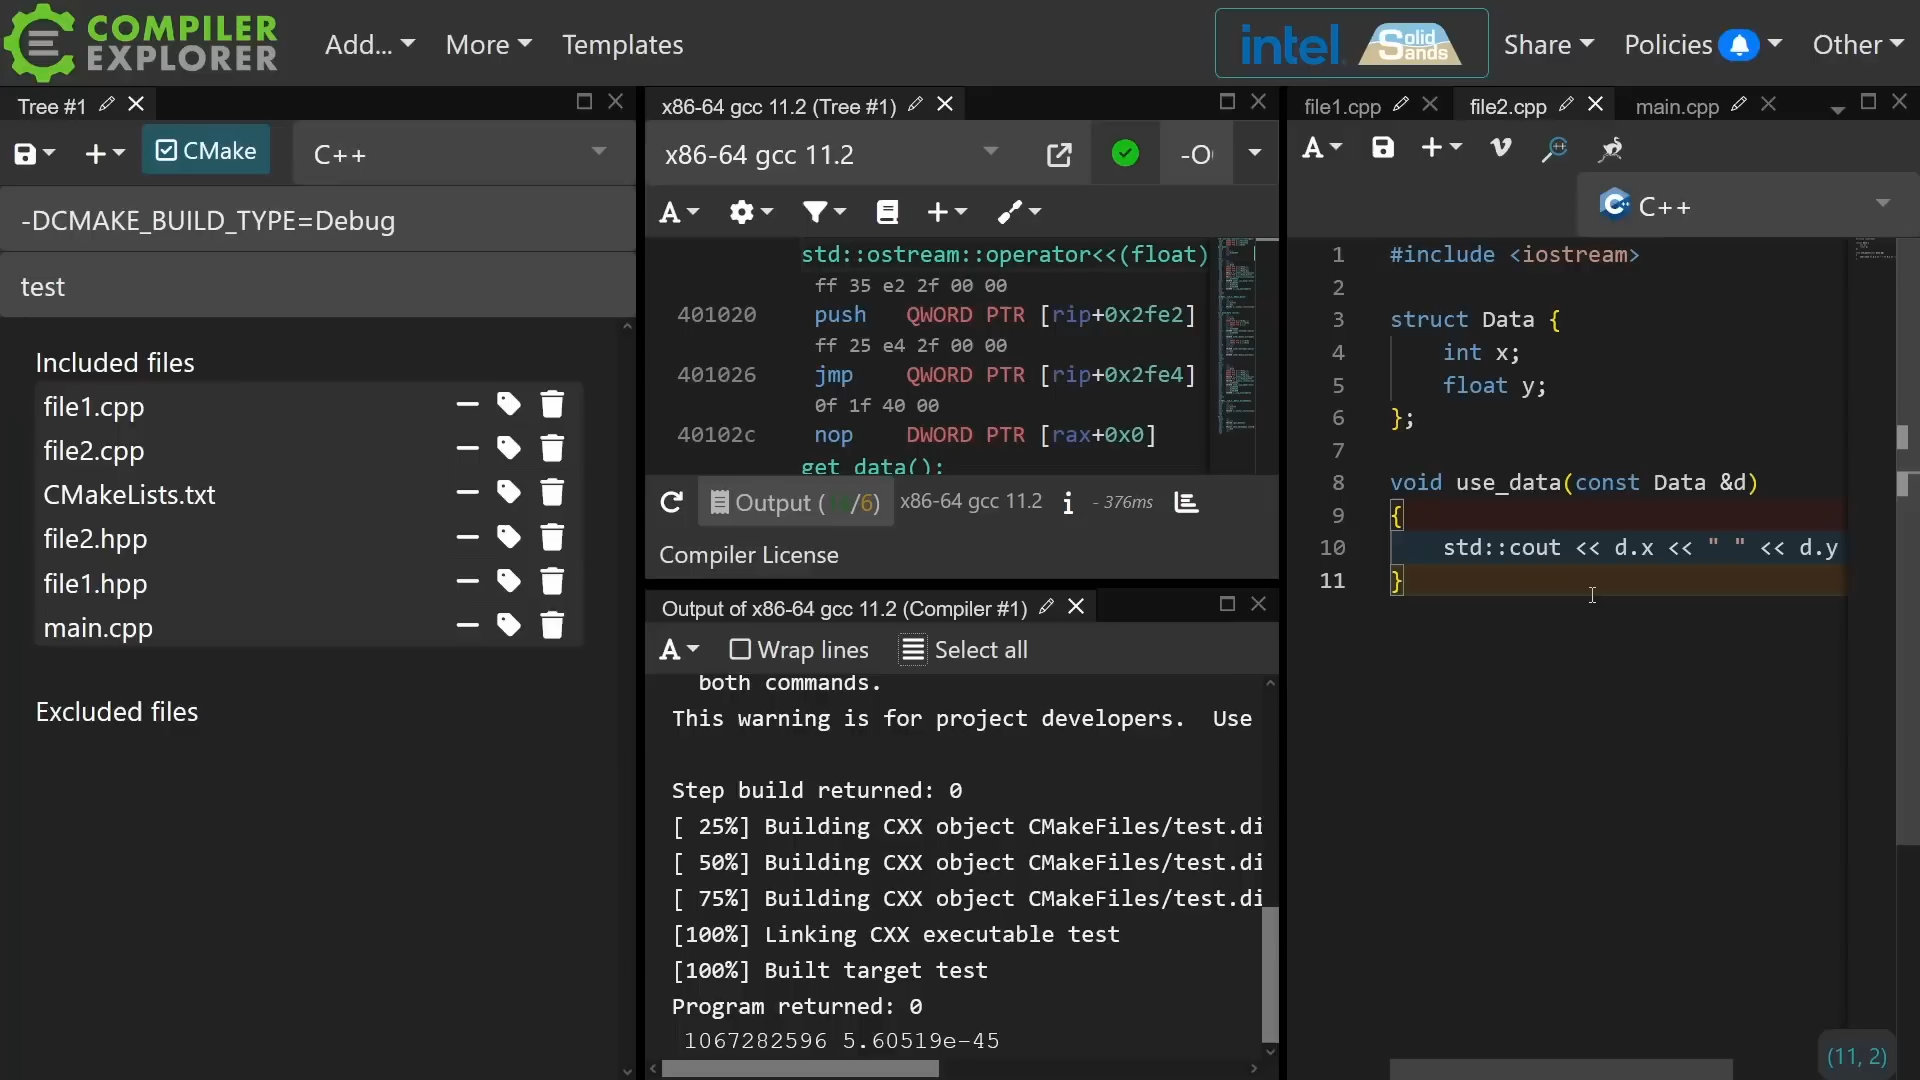 COMPILER
EXPLORER
Add...
More
Templates
intel.
Solid
Sands
Share
Policies
Other
Tree #1
CMake
C++
-DCMAKE_BUILD_TYPE=Debug
test
Included files
file1.cpp
file2.cpp
CMakeLists.txt
file2.hpp
file1.hpp
main.cpp
Excluded files
x86-64 gcc 11.2 (Tree #1)
x86-64 gcc 11.2
A
std::ostream::operator<<(float)
ff 35 e2 2f 00 00
401020 push QWORD PTR [rip+0x2fe2]
ff 25 e4 2f 00 00
401026 jmp QWORD PTR [rip+0x2fe4]
0f 1f 40 00
40102c nop DWORD PTR [rax+0x0]
get_data():
Output ( /6) x86-64 gcc 11.2 i - 376ms
Compiler License
Output of x86-64 gcc 11.2 (Compiler #1)
A Wrap lines Select all
both commands.
This warning is for project developers. Use
Step build returned: 0
[ 25%] Building CXX object CMakeFiles/test.di
[ 50%] Building CXX object CMakeFiles/test.di
[ 75%] Building CXX object CMakeFiles/test.di
[100%] Linking CXX executable test
[100%] Built target test
Program returned: 0
1067282596 5.60519e-45
file1.cpp
file2.cpp
main.cpp
A
C++
1 #include <iostream>
2
3 struct Data {
4 int x;
5 float y;
6 };
7
8 void use_data(const Data &d)
9 {
10 std::cout << d.x << " " << d.y
11 }
(11, 2)